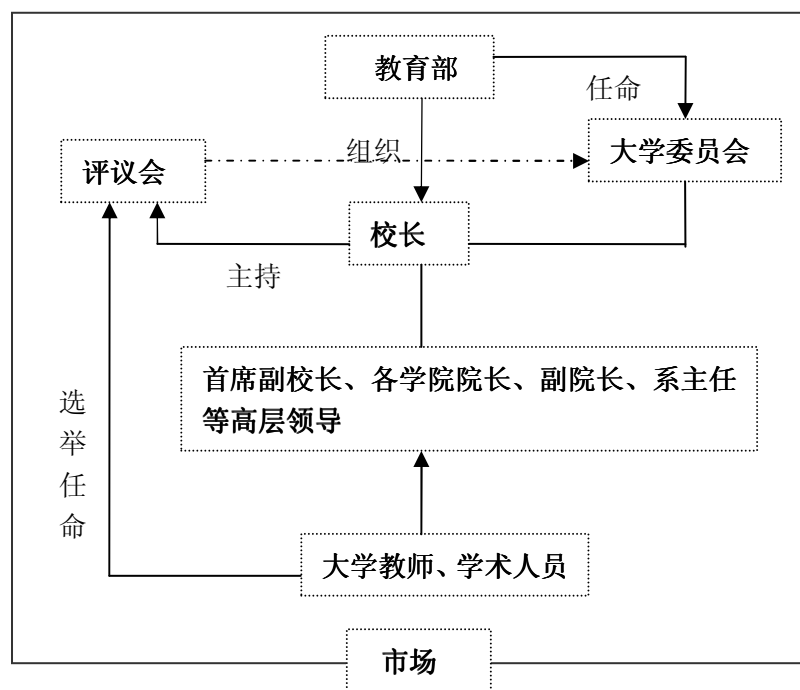 教育部
任命
组织
大学委员会
评议会
校长
主持
首席副校长、各学院院长、副院长、系主任
等高层领导
选
举
任
命
大学教师、学术人员
市场